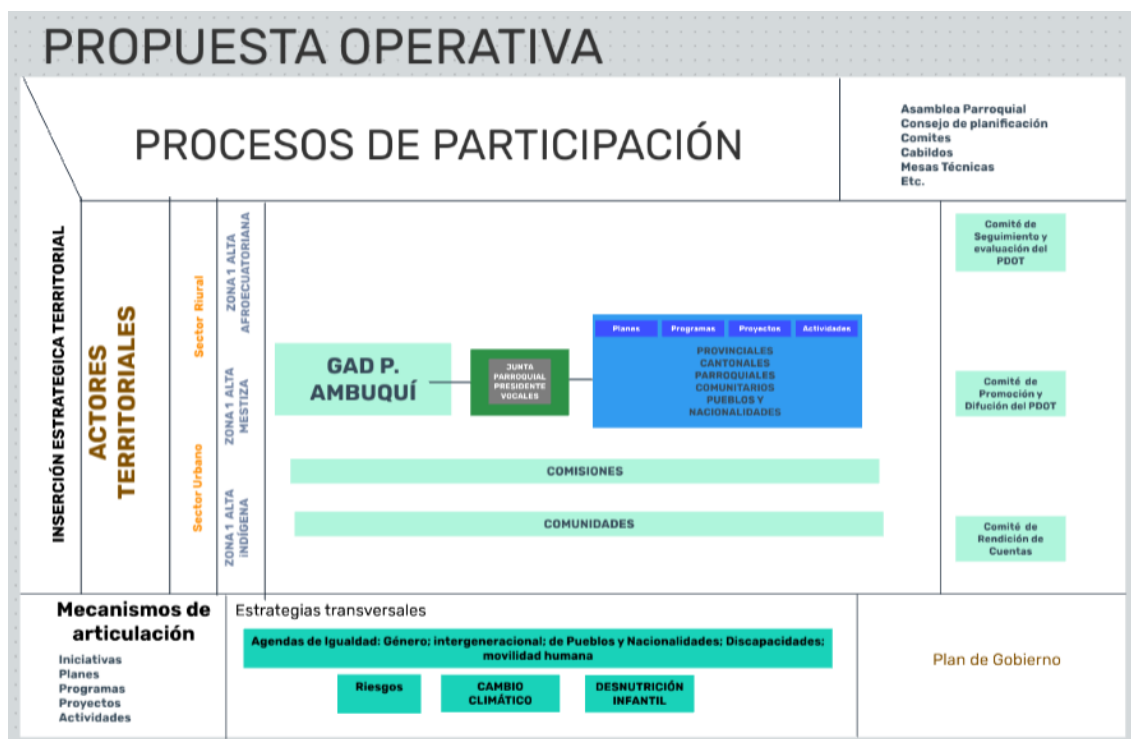 PROPUESTA OPERATIVA
PROCESOS DE PARTICIPACIÓN
Asamblea Parroquial
Consejo de planificación
Comites
Cabildos
Mesas Técnicas
Etc.
INSERCIÓN ESTRATEGICA TERRITORIAL
ACTORES
TERRITORIALES
Sector Riural
Sector Urbano
ZONA 1 ALTA
AFROECUATORIANA
ZONA 1 ALTA
MESTIZA
ZONA 1 ALTA
iNDÍGENA
GAD P.
AMBUQUÍ
JUNTA
PARROQUIAL
PRESIDENTE
VOCALES
Planes
Programas
Proyectos
Actividades
PROVINCIALES
CANTONALES
PARROQUIALES
COMUNITARIOS
PUEBLOS Y
NACIONALIDADES
COMISIONES
COMUNIDADES
Comité de
Seguimiento y
evaluación del
PDOT
Comité de
Promoción y
Difución del PDOT
Comité de
Rendición de
Cuentas
Mecanismos de
articulación
Iniciativas
Planes
Programas
Proyectos
Actividades
Estrategias transversales
Agendas de Igualdad: Género; intergeneracional; de Pueblos y Nacionalidades; Discapacidades;
movilidad humana
Riesgos
CAMBIO
CLIMÁTICO
DESNUTRICIÓN
INFANTIL
Plan de Gobierno